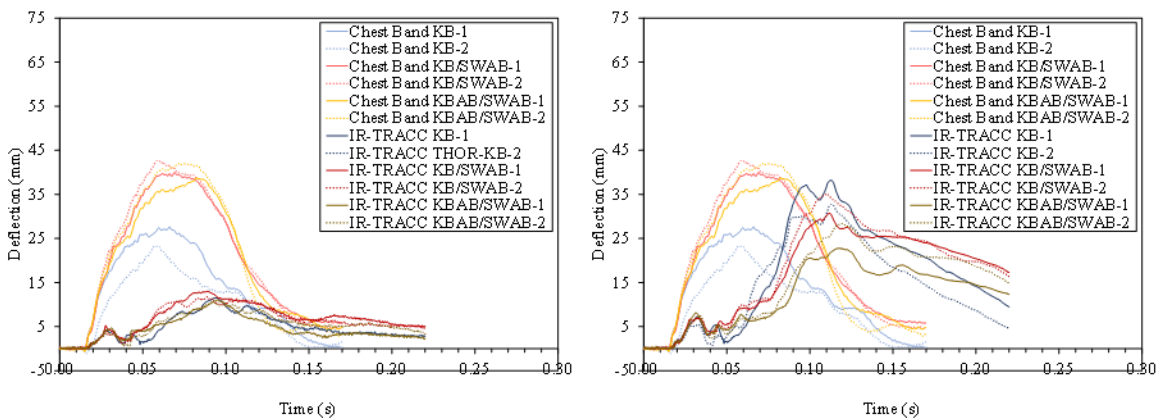 75
65
55
45
35
25
15
5
-5
Deflection (mm)
0.00
0.05
0.10
0.15
0.20
0.25
0.30
Time (s)
Chest Band KB-1
Chest Band KB-2
Chest Band KB/SWAB-1
Chest Band KB/SWAB-2
Chest Band KBAB/SWAB-1
Chest Band KBAB/SWAB-2
IR-TRACC KB-1
IR-TRACC THOR-KB-2
IR-TRACC KB/SWAB-1
IR-TRACC KB/SWAB-2
IR-TRACC KBAB/SWAB-1
IR-TRACC KBAB/SWAB-2
75
65
55
45
35
25
15
5
-5
Deflection (mm)
0.00
0.05
0.10
0.15
0.20
0.25
0.30
Time (s)
Chest Band KB-1
Chest Band KB-2
Chest Band KB/SWAB-1
Chest Band KB/SWAB-2
Chest Band KBAB/SWAB-1
Chest Band KBAB/SWAB-2
IR-TRACC KB-1
IR-TRACC KB-2
IR-TRACC KB/SWAB-1
IR-TRACC KB/SWAB-2
IR-TRACC KBAB/SWAB-1
IR-TRACC KBAB/SWAB-2